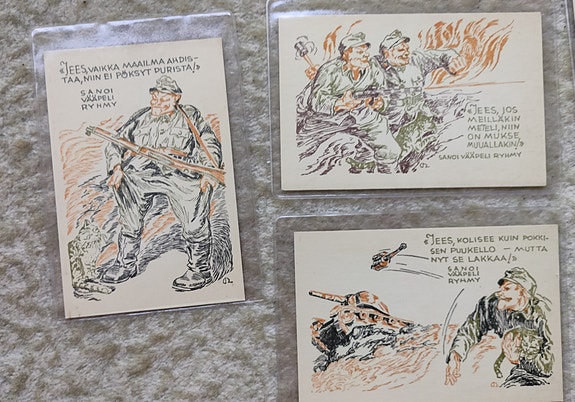 «JEES, VAIKKA MAAILMA AHDIS-
TAA, NIIN EI PÖKSYT PURISTA!»
SANOI
VÄÄPELI
RYHMY
«JEES, JOS
MEILLÄKIN
METELI, NIIN
ON MUKSE
MUUALLAKIN!»
SANOI VÄÄPELI RYHMY
«JEES, KOLISEE KUIN POKKI-
SEN PUUKELLO — MUTTA
NYT SE LAKKAA!»
SANOI
VÄÄPELI
RYHMY